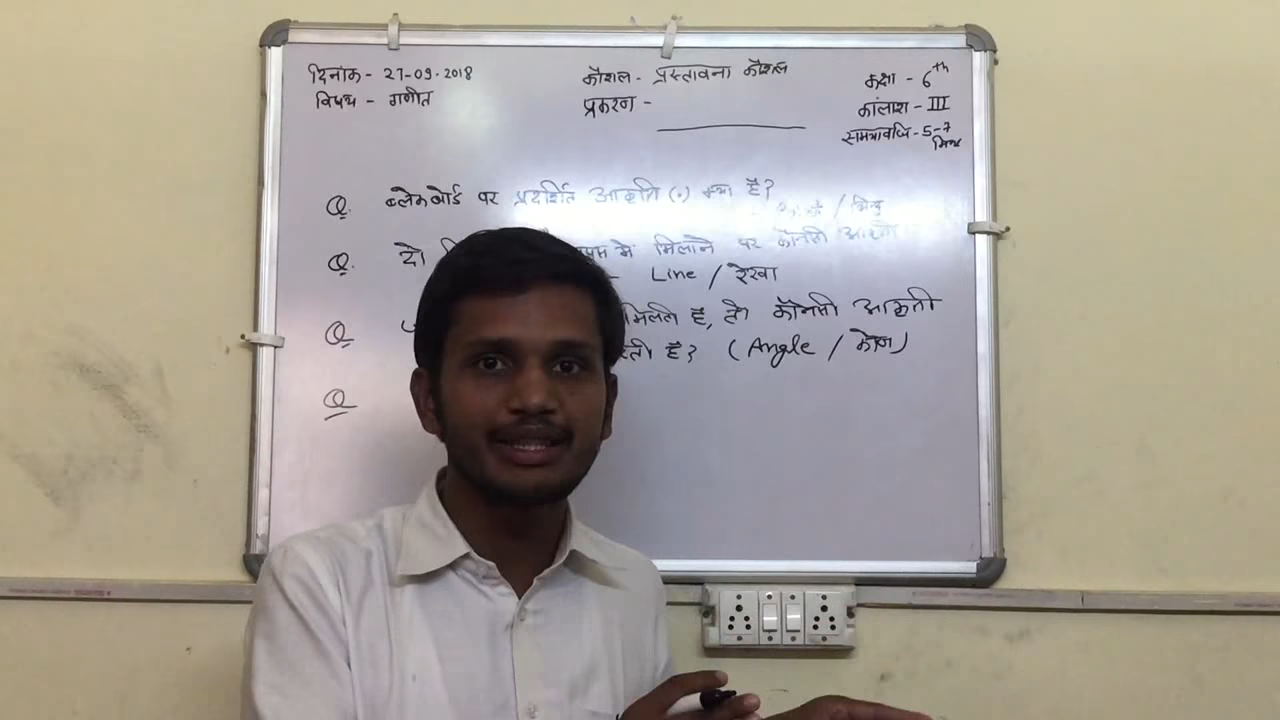 दिनांक - 27-09-2018
विषय - गणीत
कौशल - प्रस्तावना कौशल
प्रकरण -
कक्षा - 6th
कांलाश - III
समयावधि - 5-7
मिनट
Q. ब्लेकबोर्ड पर प्रदर्शित आकृति (.) क्या है?
/ बिन्दु
Q. दो मिलाने पर कौनसी आकृती
Line / रेखा
Q. मिलती है, तो कौनसी आकृती
है? (Angle / कोण)
Q